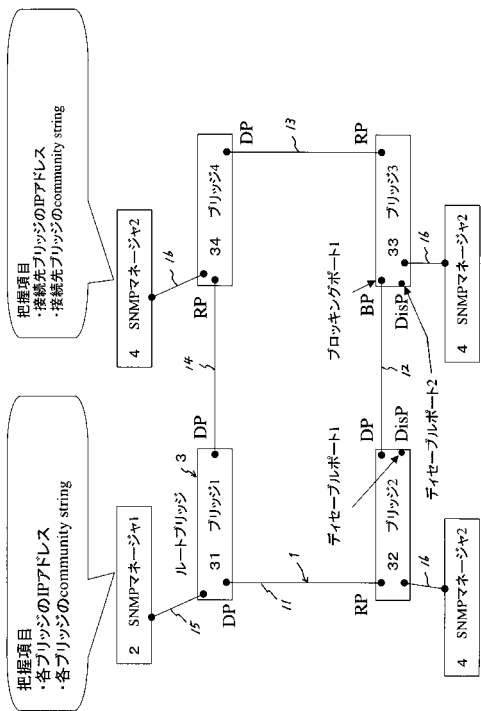 把握項目
・各ブリッジのIPアドレス
・各ブリッジのcommunity string
把握項目
・接続先ブリッジのIPアドレス
・接続先ブリッジのcommunity string
2 SNMPマネージャ1
4 SNMPマネージャ2
15
ルートブリッジ 3
16
31 ブリッジ1
DP
DP
14
RP
34 ブリッジ4
DP
11
1
13
ディセーブルポート1
ブロッキングポート1
RP
32 ブリッジ2
DP
DisP
12
BP
DisP
33 ブリッジ3
RP
16
ディセーブルポート2
16
4 SNMPマネージャ2
4 SNMPマネージャ2